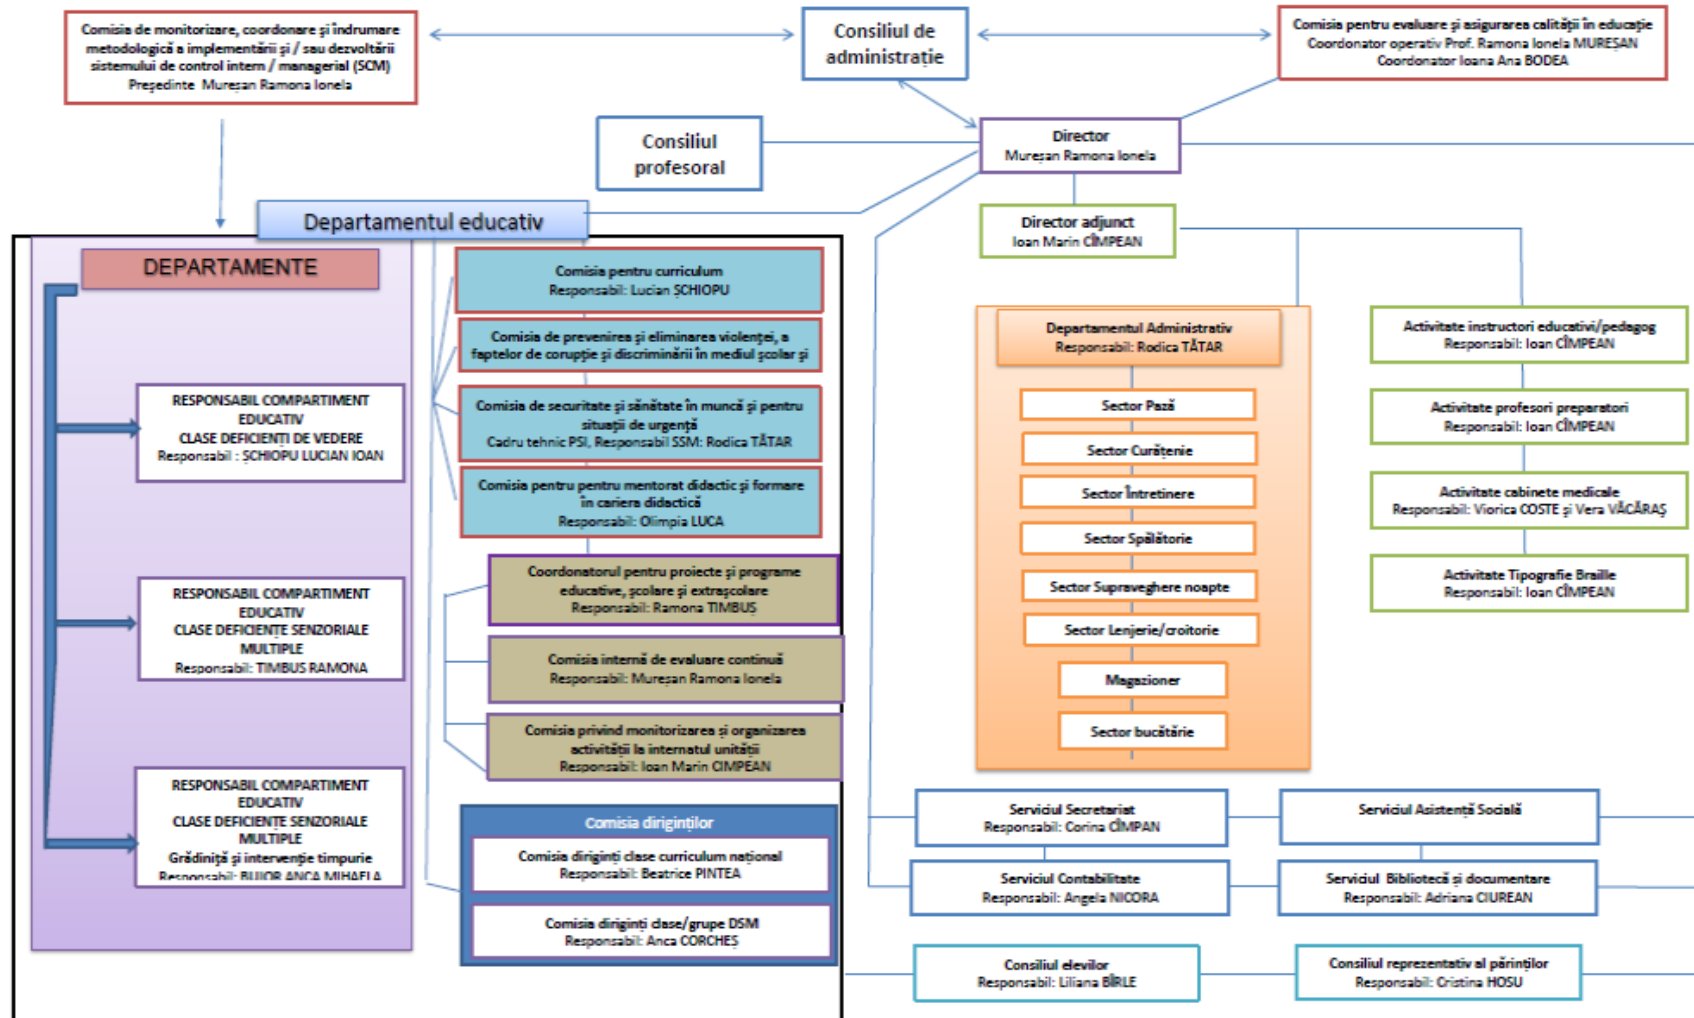 Comisia de monitorizare, coordonare și îndrumare
metodologică a implementării și / sau dezvoltării
sistemului de control intern / managerial (SCM)
Președinte Mureșan Ramona Ionela
Consiliul de
administrație
Comisia pentru evaluare și asigurarea calității în educație
Coordonator operativ Prof. Ramona Ionela MUREȘAN
Coordonator Ioana Ana BODEA
Consiliul
profesoral
Director
Mureșan Ramona Ionela
Director adjunct
Ioan Marin CÎMPEAN
Departamentul educativ
DEPARTAMENTE
RESPONSABIL COMPARTIMENT
EDUCATIV
CLASE DEFICIENȚI DE VEDERE
Responsabil : ȘCHIOPU LUCIAN IOAN
RESPONSABIL COMPARTIMENT
EDUCATIV
CLASE DEFICIENȚE SENZORIALE
MULTIPLE
Responsabil: TIMBUS RAMONA
RESPONSABIL COMPARTIMENT
EDUCATIV
CLASE DEFICIENȚE SENZORIALE
MULTIPLE
Grădiniță și intervenție timpurie
Responsabil: BUJOR ANCA MIHAELA
Comisia pentru curriculum
Responsabil: Lucian ȘCHIOPU
Comisia de prevenirea și eliminarea violenței, a
faptelor de corupție și discriminării în mediul școlar și
Comisia de securitate și sănătate în muncă și pentru
situații de urgență
Cadru tehnic PSI, Responsabil SSM: Rodica TĂTAR
Comisia pentru pentru mentorat didactic și formare
în cariera didactică
Responsabil: Olimpia LUCA
Coordonatorul pentru proiecte și programe
educative, școlare și extrașcolare
Responsabil: Ramona TIMBUȘ
Comisia internă de evaluare continuă
Responsabil: Mureșan Ramona Ionela
Comisia privind monitorizarea și organizarea
activității la internatul unității
Responsabil: Ioan Marin CIMPEAN
Comisia diriginților
Comisia diriginți clase curriculum național
Responsabil: Beatrice PINTEA
Comisia diriginți clase/grupe DSM
Responsabil: Anca CORCHEȘ
Departamentul Administrativ
Responsabil: Rodica TĂTAR
Sector Pază
Sector Curățenie
Sector Întretinere
Sector Spălătorie
Sector Supraveghere noapte
Sector Lenjerie/croitorie
Magazioner
Sector bucătărie
Activitate instructori educativi/pedagog
Responsabil: Ioan CÎMPEAN
Activitate profesori preparatori
Responsabil: Ioan CÎMPEAN
Activitate cabinete medicale
Responsabil: Viorica COSTE și Vera VĂCĂRAȘ
Activitate Tipografie Braille
Responsabil: Ioan CÎMPEAN
Serviciul Secretariat
Responsabil: Corina CÎMPAN
Serviciul Asistență Socială
Serviciul Contabilitate
Responsabil: Angela NICORA
Serviciul Bibliotecă și documentare
Responsabil: Adriana CIUREAN
Consiliul elevilor
Responsabil: Liliana BÎRLE
Consiliul reprezentativ al părinților
Responsabil: Cristina HOSU